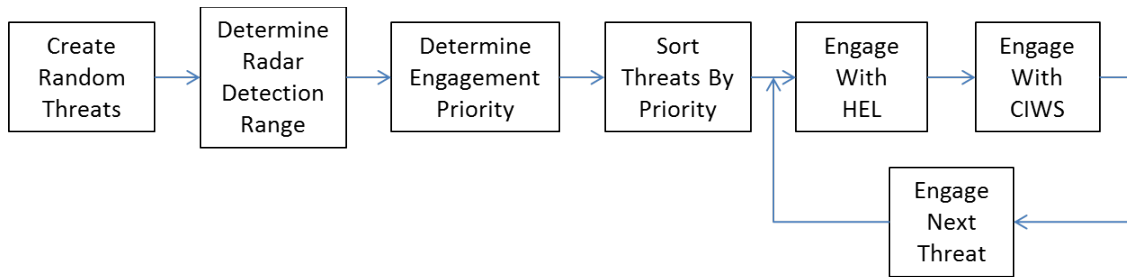 Create
Random
Threats
Determine
Radar
Detection
Range
Determine
Engagement
Priority
Sort
Threats By
Priority
Engage
With
HEL
Engage
With
CIWS
Engage
Next
Threat